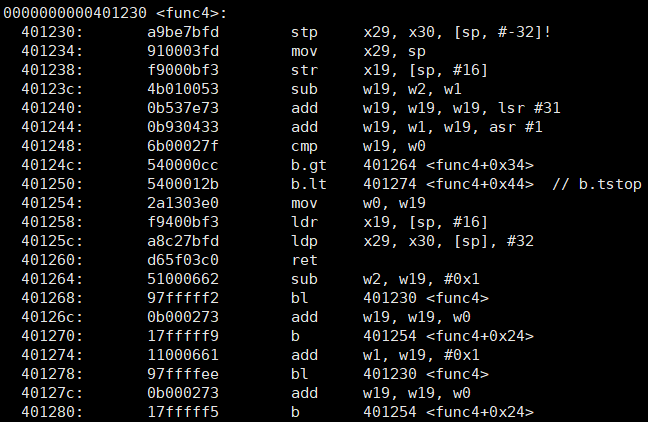 0000000000401230 <func4>:
401230: a9be7bfd stp x29, x30, [sp, #-32]!
401234: 910003fd mov x29, sp
401238: f9000bf3 str x19, [sp, #16]
40123c: 4b010053 sub w19, w2, w1
401240: 0b537e73 add w19, w19, w19, lsr #31
401244: 0b930433 add w19, w1, w19, asr #1
401248: 6b00027f cmp w19, w0
40124c: 540000cc b.gt 401264 <func4+0x34>
401250: 5400012b b.lt 401274 <func4+0x44> // b.tstop
401254: 2a1303e0 mov w0, w19
401258: f9400bf3 ldr x19, [sp, #16]
40125c: a8c27bfd ldp x29, x30, [sp], #32
401260: d65f03c0 ret
401264: 51000662 sub w2, w19, #0x1
401268: 97fffff2 bl 401230 <func4>
40126c: 0b000273 add w19, w19, w0
401270: 17fffff9 b 401254 <func4+0x24>
401274: 11000661 add w1, w19, #0x1
401278: 97ffffee bl 401230 <func4>
40127c: 0b000273 add w19, w19, w0
401280: 17fffff5 b 401254 <func4+0x24>